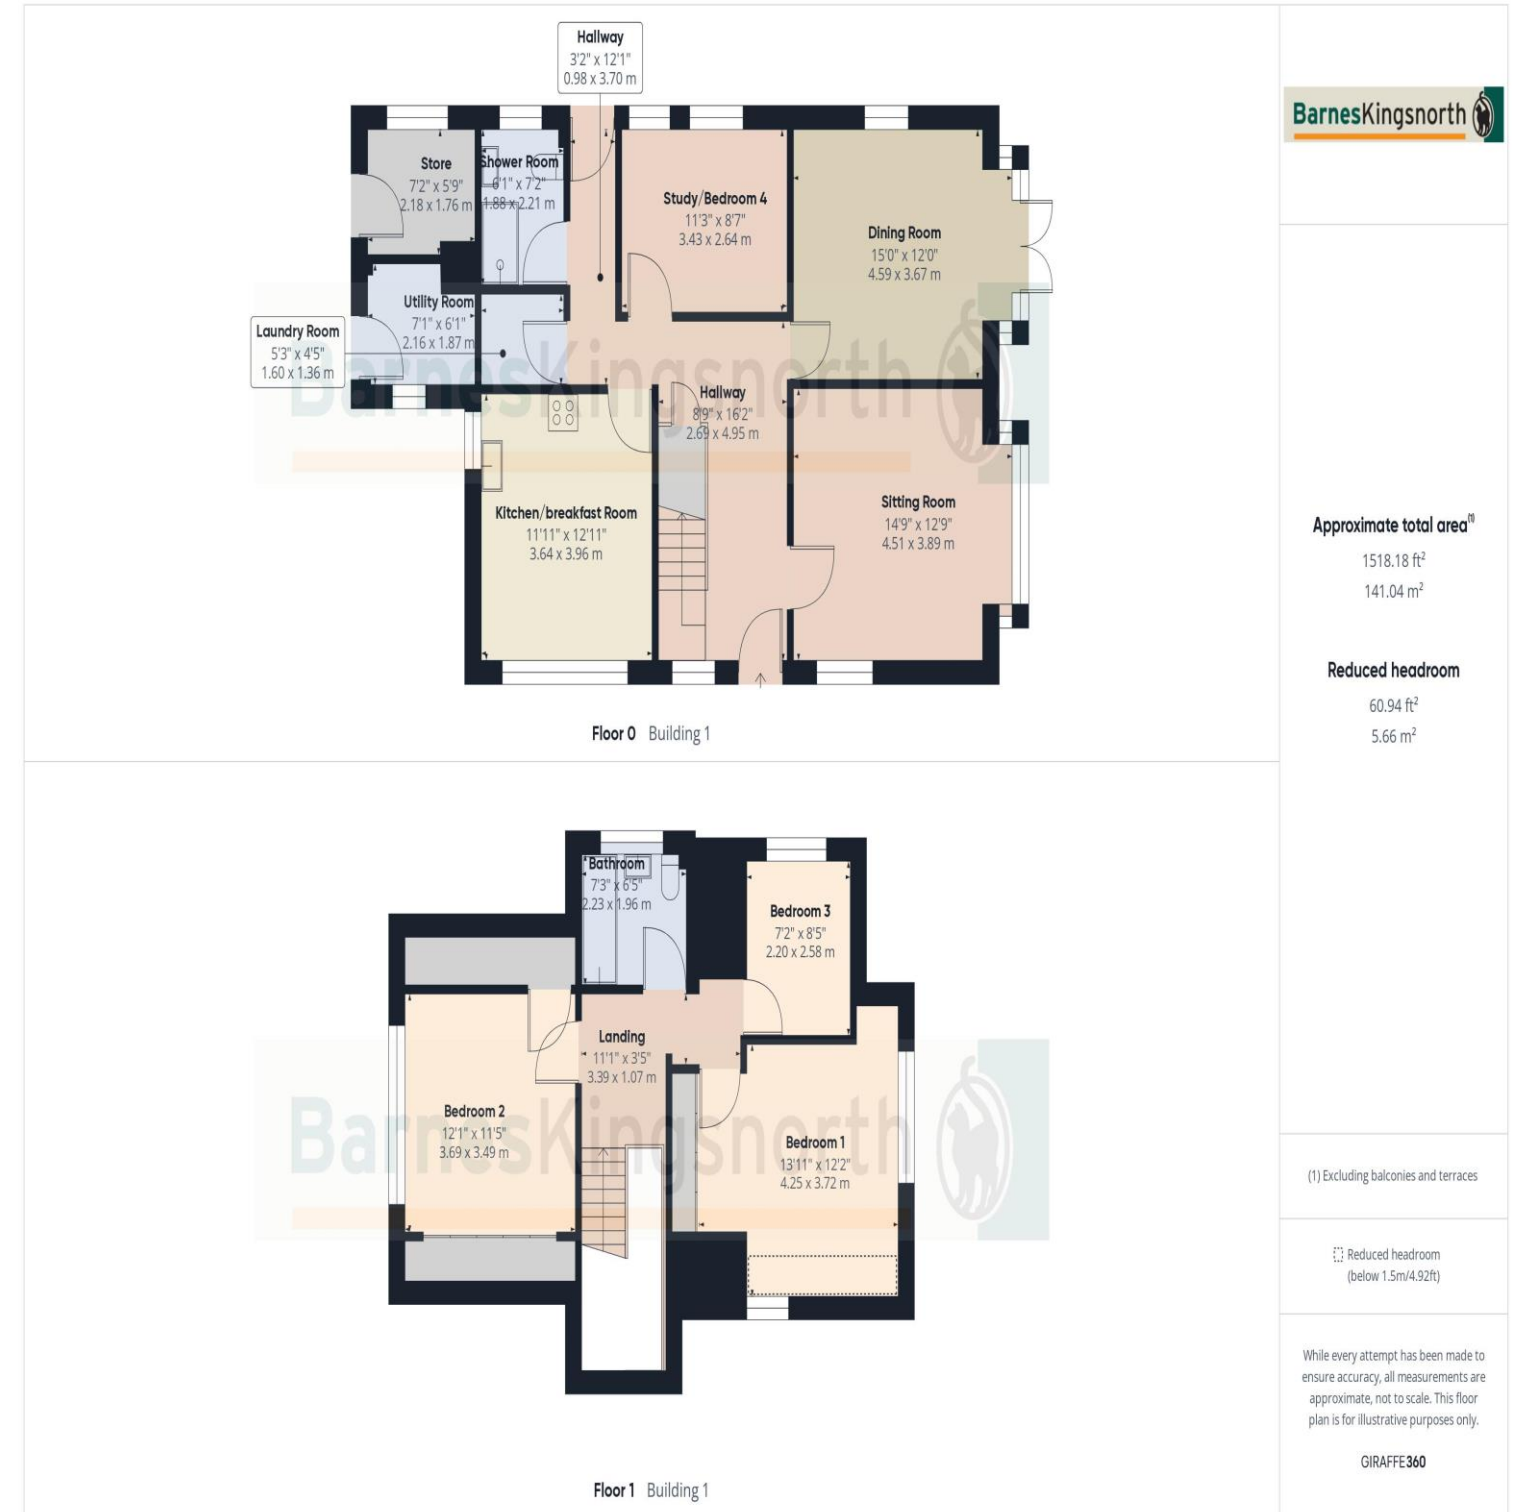 Hallway
3'2" x 12'1"
0.98 x 3.70 m
BarnesKingsnorth
Store
7'2" x 5'9"
2.18 x 1.76 m
Shower Room
6'1" x 7'2"
1.88 x 2.21 m
Study/Bedroom 4
11'3" x 8'7"
3.43 x 2.64 m
Dining Room
15'0" x 12'0"
4.59 x 3.67 m
Utility Room
7'1" x 6'1"
2.16 x 1.87 m
Laundry Room
5'3" x 4'5"
1.60 x 1.36 m
BarnesKingsnorth
Hallway
8'9" x 16'2"
2.69 x 4.95 m
Kitchen/breakfast Room
11'11" x 12'11"
3.64 x 3.96 m
Sitting Room
14'9" x 12'9"
4.51 x 3.89 m
Floor 0 Building 1
Approximate total area(1)
1518.18 ft²
141.04 m²
Reduced headroom
60.94 ft²
5.66 m²
Bathroom
7'3" x 6'5"
2.23 x 1.96 m
Bedroom 3
7'2" x 8'5"
2.20 x 2.58 m
Landing
11'1" x 3'5"
3.39 x 1.07 m
Bedroom 2
12'1" x 11'5"
3.69 x 3.49 m
BarnesKingsnorth
Bedroom 1
13'11" x 12'2"
4.25 x 3.72 m
Floor 1 Building 1
(1) Excluding balconies and terraces
Reduced headroom
(below 1.5m/4.92ft)
While every attempt has been made to
ensure accuracy, all measurements are
approximate, not to scale. This floor
plan is for illustrative purposes only.
GIRAFFE360